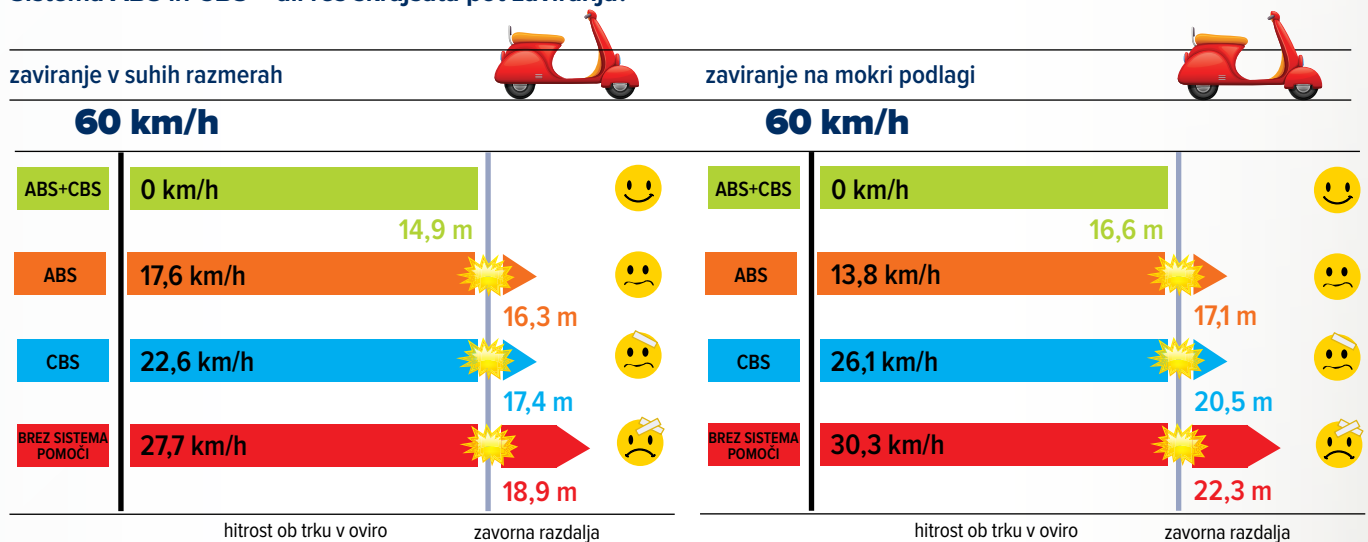 zaviranje v suhih razmerah
60 km/h
ABS+CBS 0 km/h
14,9 m
ABS 17,6 km/h
16,3 m
CBS 22,6 km/h
17,4 m
BREZ SISTEMA
POMOČI
27,7 km/h
18,9 m
hitrost ob trku v oviro zavorna razdalja
zaviranje na mokri podlagi
60 km/h
ABS+CBS 0 km/h
16,6 m
ABS 13,8 km/h
17,1 m
CBS 26,1 km/h
20,5 m
BREZ SISTEMA
POMOČI
30,3 km/h
22,3 m
hitrost ob trku v oviro zavorna razdalja